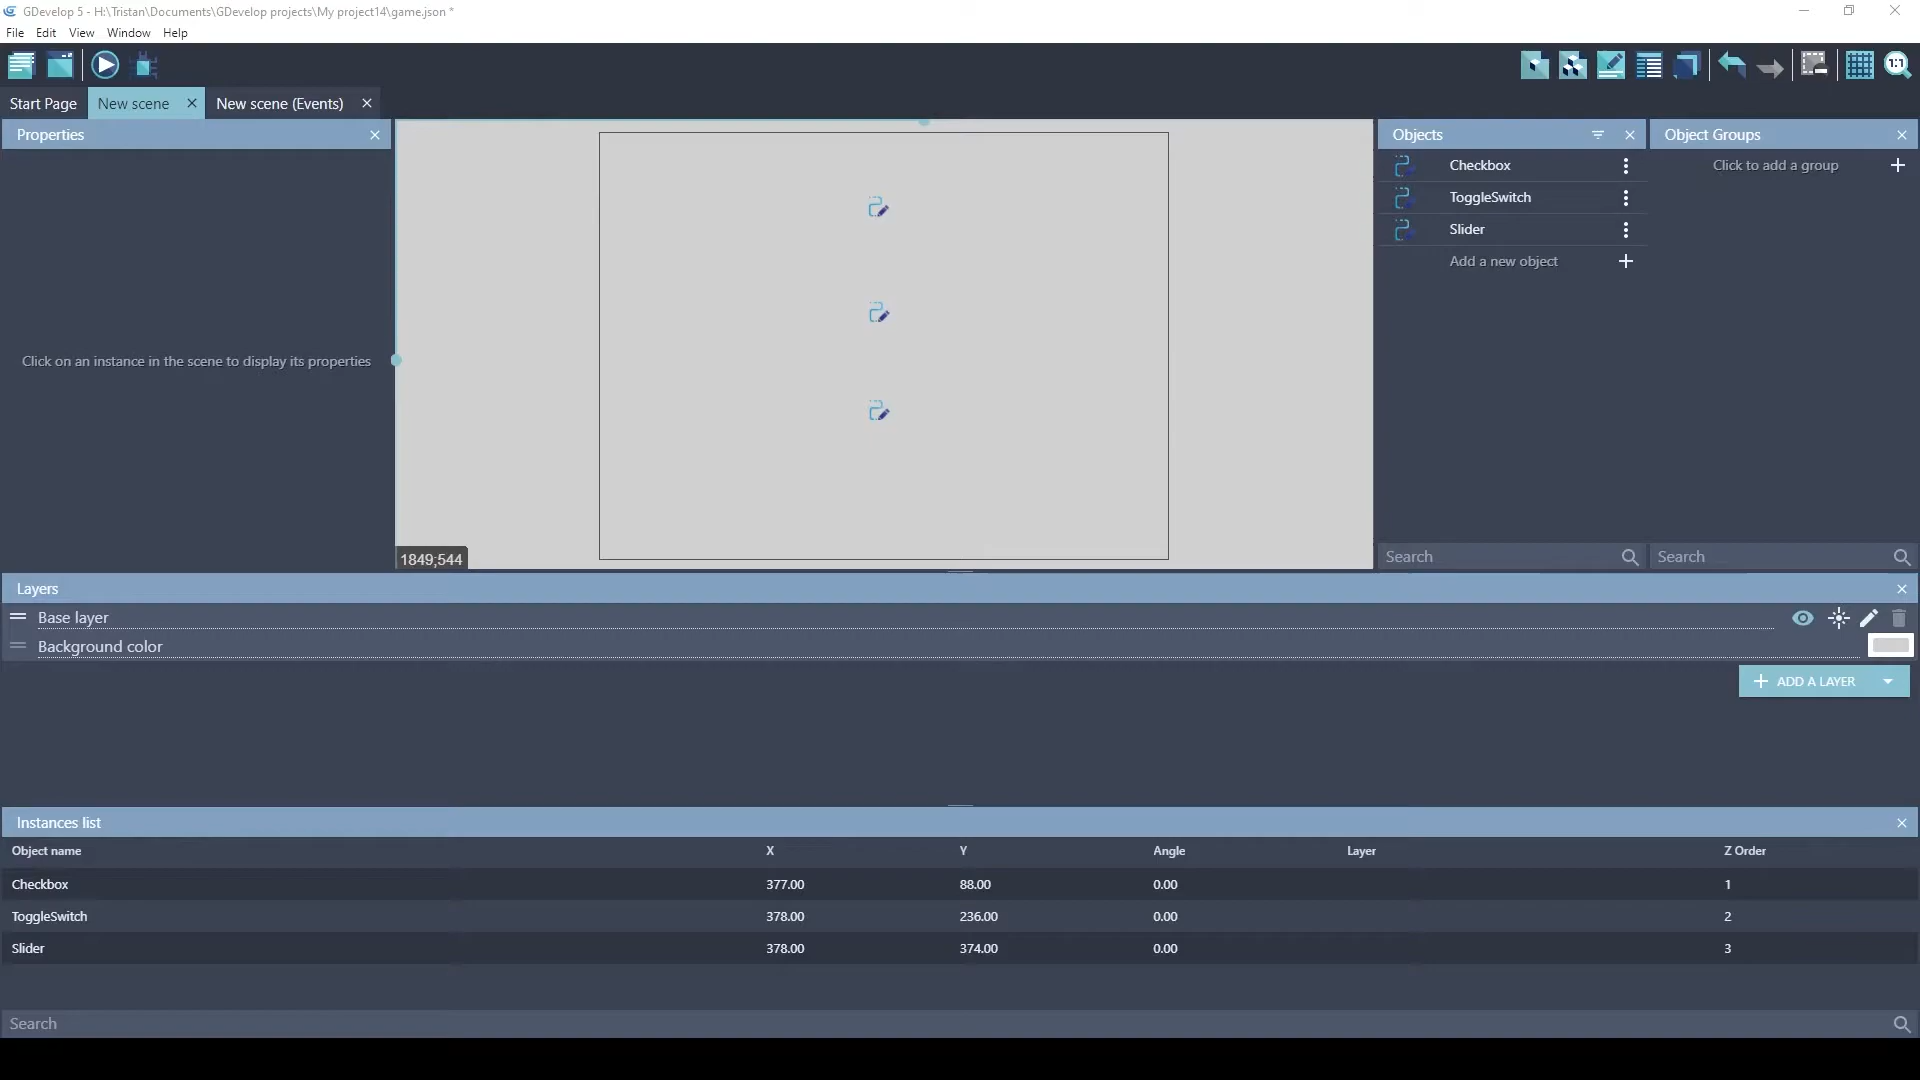 GDevelop 5 - H:\Tristan\Documents\GDevelop projects\My project14\game.json *
File Edit View Window Help
1:1
Start Page New scene New scene (Events)
Properties
Objects
Object Groups
Checkbox
Click to add a group
ToggleSwitch
Slider
Add a new object
Click on an instance in the scene to display its properties
1849;544
Search
Search
Layers
Base layer
Background color
ADD A LAYER
Instances list
Object name X Y Angle Layer Z Order
Checkbox 377.00 88.00 0.00 1
ToggleSwitch 378.00 236.00 0.00 2
Slider 378.00 374.00 0.00 3
Search